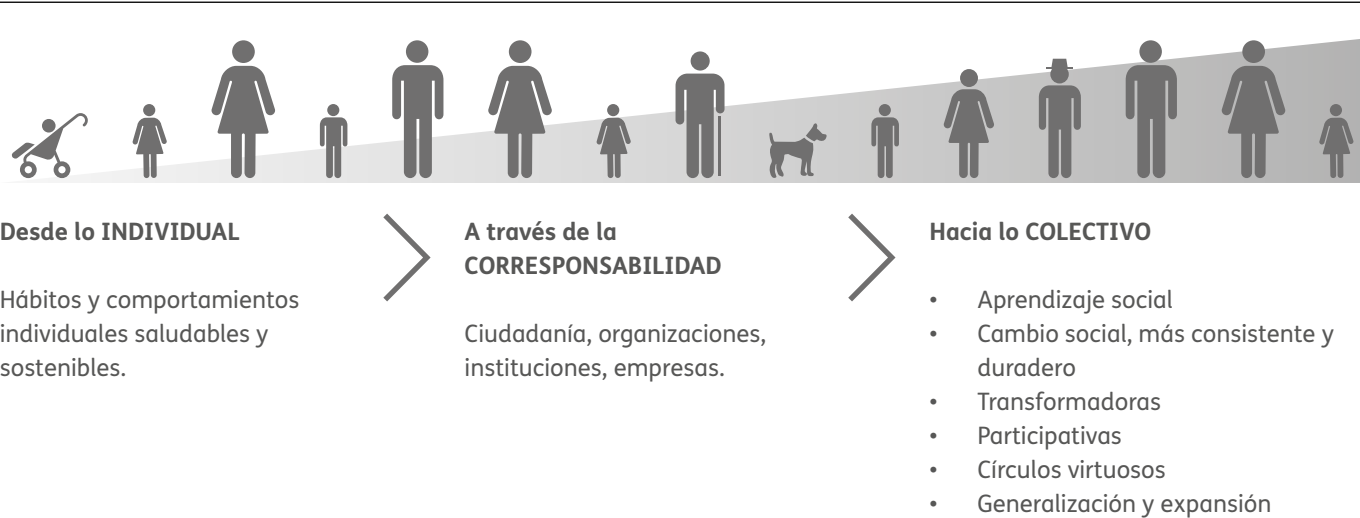 Desde lo INDIVIDUAL
Hábitos y comportamientos
individuales saludables y
sostenibles.
A través de la
CORRESPONSABILIDAD
Ciudadanía, organizaciones,
instituciones, empresas.
Hacia lo COLECTIVO
• Aprendizaje social
• Cambio social, más consistente y
duradero
• Transformadoras
• Participativas
• Círculos virtuosos
• Generalización y expansión